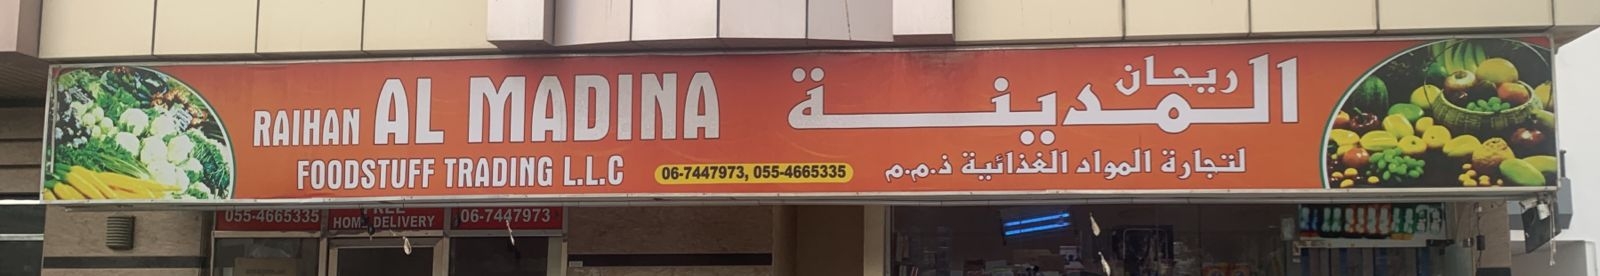 RAIHAN AL MADINA
FOODSTUFF TRADING L.L.C
06-7447973, 055-4665335
ريحان
المدينة
لتجارة المواد الغذائية ذ.م.م
055-4665335
FREE
HOME DELIVERY
06-7447973